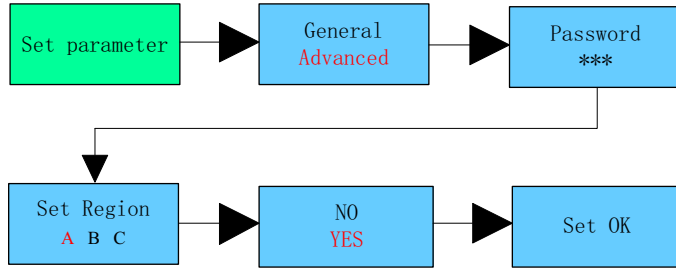 Set parameter
General
Advanced
Password
***
Set Region
A B C
NO
YES
Set OK